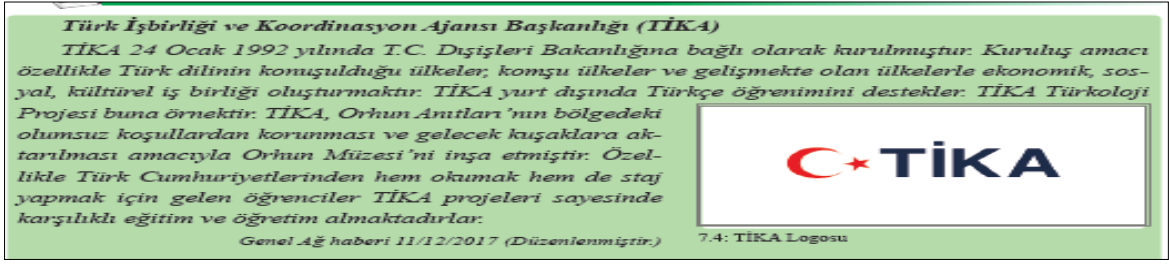 Türk İşbirliği ve Koordinasyon Ajansı Başkanlığı (TİKA)
TİKA 24 Ocak 1992 yılında T.C. Dışişleri Bakanlığına bağlı olarak kurulmuştur. Kuruluş amacı
özellikle Türk dilinin konuşulduğu ülkeler, komşu ülkeler ve gelişmekte olan ülkelerle ekonomik, sos-
yal, kültürel iş birliği oluşturmaktır. TİKA yurt dışında Türkçe öğrenimini destekler. TİKA Türkoloji
Projesi buna örnektir. TİKA, Orhun Anıtları'nın bölgedeki
olumsuz koşullardan korunması ve gelecek kuşaklara ak-
tarılması amacıyla Orhun Müzesi'ni inşa etmiştir. Özel-
likle Türk Cumhuriyetlerinden hem okumak hem de staj
yapmak için gelen öğrenciler TİKA projeleri sayesinde
karşılıklı eğitim ve öğretim almaktadırlar.
Genel Ağ haberi 11/12/2017 (Düzenlenmiştir.)
TİKA
7.4: TİKA Logosu